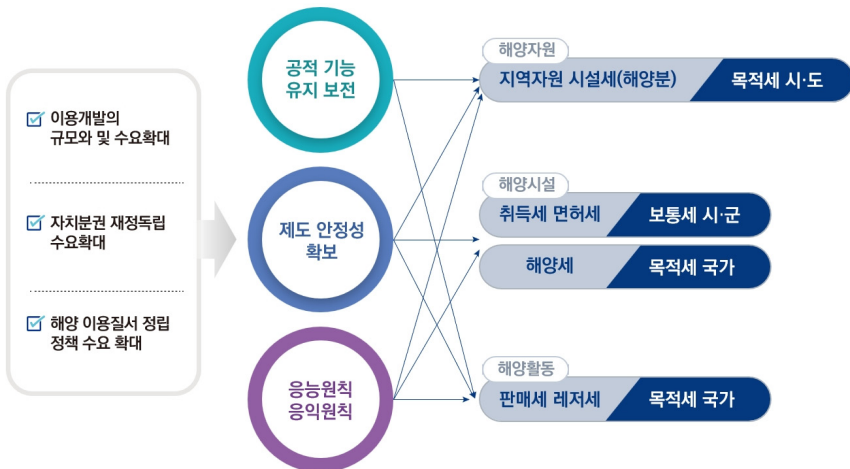 이용개발의
규모와 및 수요확대
자치분권 재정독립
수요확대
해양 이용질서 정립
정책 수요 확대
공적 기능
유지 보전
제도 안정성
확보
응능원칙
응익원칙
해양자원
지역자원 시설세(해양분) 목적세 시·도
해양시설
취득세 면허세 보통세 시·군
해양세 목적세 국가
해양활동
판매세 레저세 목적세 국가